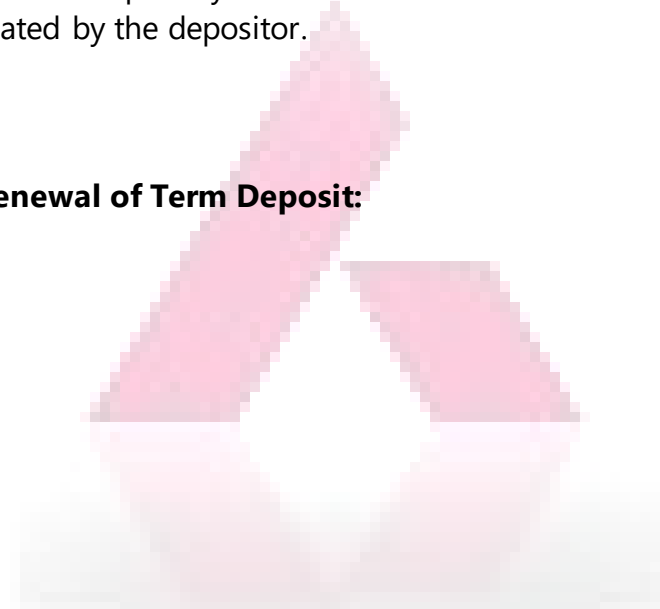 ated by the depositor.
enewal of Term Deposit: